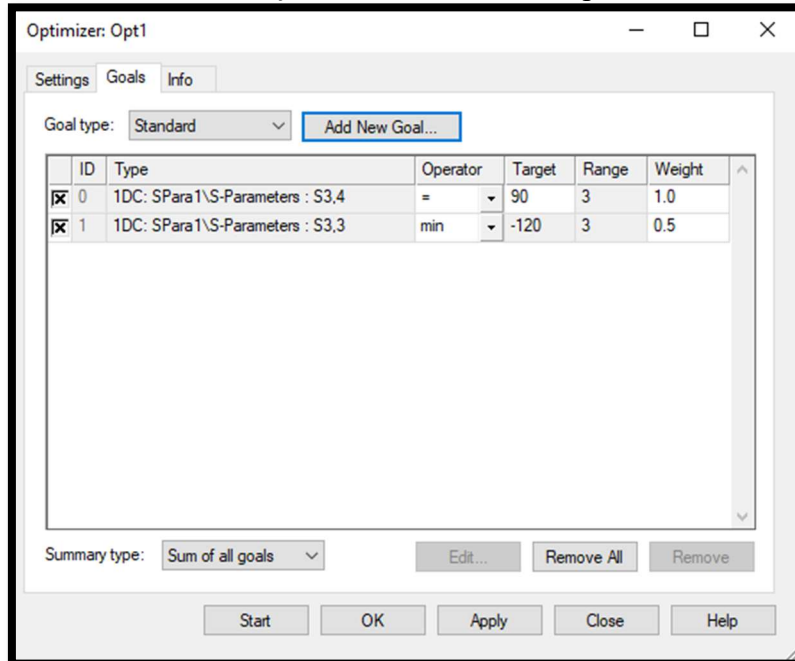 Optimizer: Opt1
Settings Goals Info
Goal type: Standard Add New Goal...
ID Type Operator Target Range Weight
0 1DC: SPara1\S-Parameters : S3,4 = 90 3 1.0
1 1DC: SPara1\S-Parameters : S3,3 min -120 3 0.5
Summary type: Sum of all goals Edit... Remove All Remove
Start OK Apply Close Help